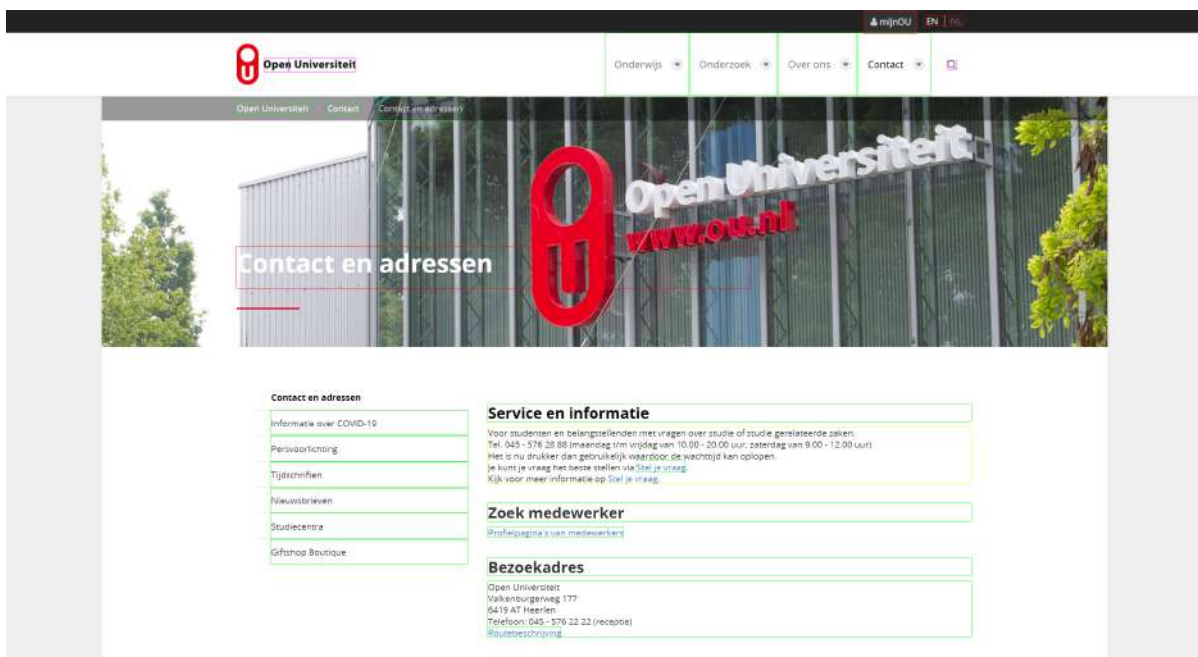 mijnOU EN | NL
Open Universiteit
Onderwijs Onderzoek Over ons Contact
Open Universiteit Contact Contact en adressen
Open Universiteit
www.ou.nl
Contact en adressen
Contact en adressen
Informatie over COVID-19
Persvoorlichting
Tijdschriften
Nieuwsbrieven
Studiecentra
Giftshop Boutique
Service en informatie
Voor studenten en belangstellenden met vragen over studie of studie gerelateerde zaken.
Tel. 045 - 576 28 88 (maandag t/m vrijdag van 10.00 - 20.00 uur, zaterdag van 9.00 - 12.00 uur)
Het is nu drukker dan gebruikelijk waardoor de wachttijd kan oplopen.
Je kunt je vraag het beste stellen via Stel je vraag.
Kijk voor meer informatie op Stel je vraag.
Zoek medewerker
Profielpagina's van medewerkers
Bezoekadres
Open Universiteit
Valkenburgerweg 177
6419 AT Heerlen
Telefoon: 045 - 576 22 22 (receptie)
Routebeschrijving